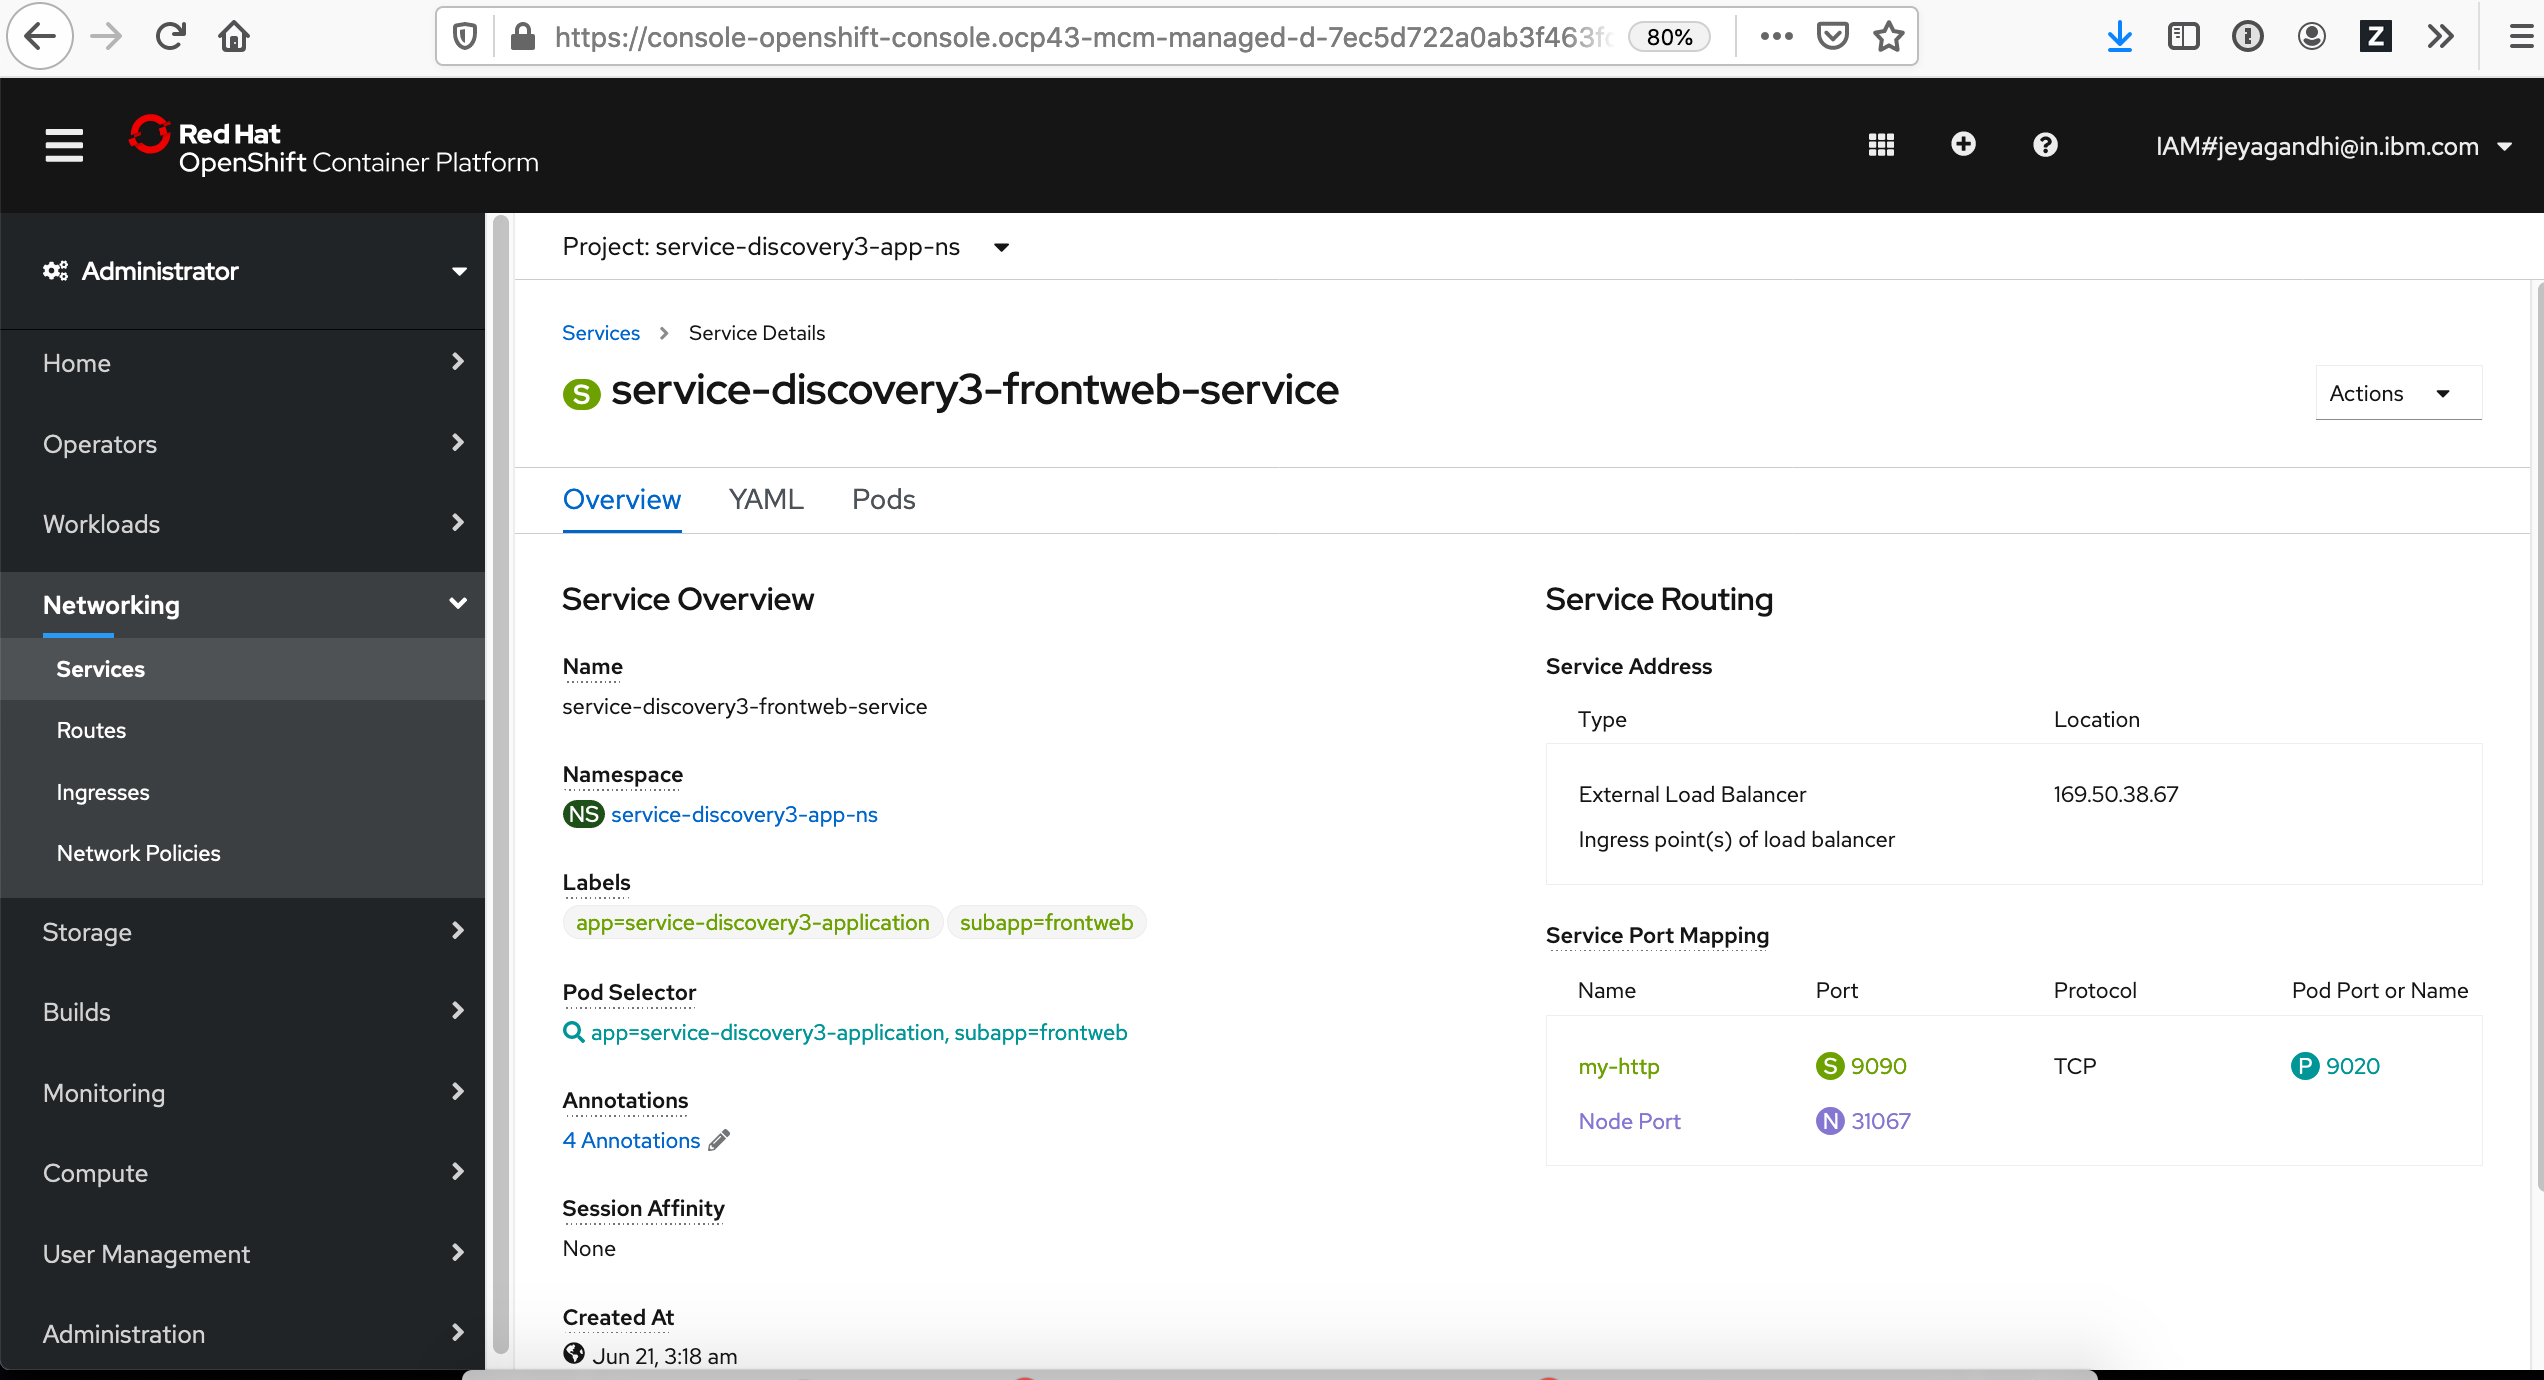 https://console-openshift-console.ocp43-mcm-managed-d-7ec5d722a0ab3f463f
80%
Z
Red Hat
OpenShift Container Platform
IAM#jeyagandhi@in.ibm.com
Administrator
Home
Operators
Workloads
Networking
Services
Routes
Ingresses
Network Policies
Storage
Builds
Monitoring
Compute
User Management
Administration
Project: service-discovery3-app-ns
Services > Service Details
S service-discovery3-frontweb-service
Actions
Overview YAML Pods
Service Overview
Name
service-discovery3-frontweb-service
Namespace
NS service-discovery3-app-ns
Labels
app=service-discovery3-application subapp=frontweb
Pod Selector
app=service-discovery3-application, subapp=frontweb
Annotations
4 Annotations
Session Affinity
None
Created At
Jun 21, 3:18 am
Service Routing
Service Address
Type Location
External Load Balancer 169.50.38.67
Ingress point(s) of load balancer
Service Port Mapping
Name Port Protocol Pod Port or Name
my-http S 9090 TCP P 9020
Node Port N 31067